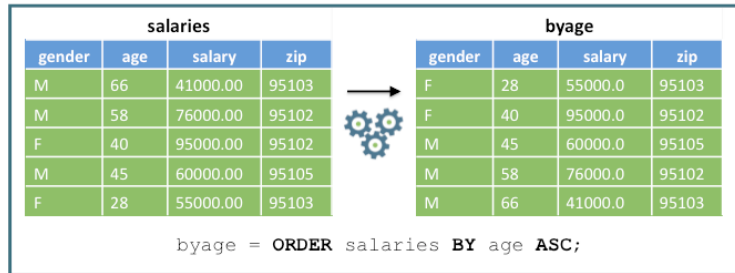 salaries
gender age salary zip
M 66 41000.00 95103
M 58 76000.00 95102
F 40 95000.00 95102
M 45 60000.00 95105
F 28 55000.00 95103
byage
gender age salary zip
F 28 55000.0 95103
F 40 95000.0 95102
M 45 60000.0 95105
M 58 76000.0 95102
M 66 41000.0 95103
byage = ORDER salaries BY age ASC;